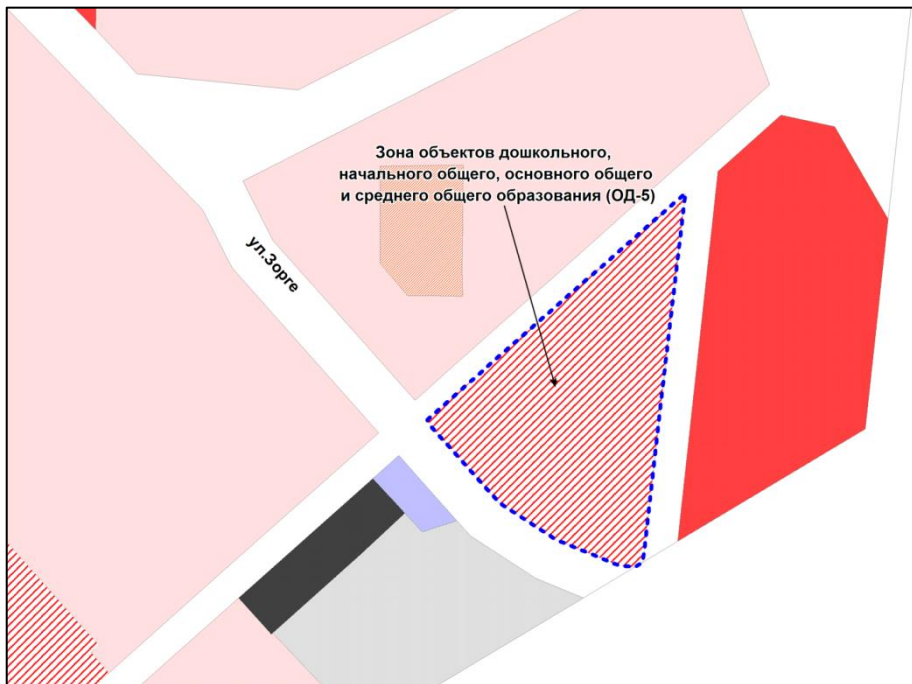 Зона объектов дошкольного,
начального общего, основного общего
и среднего общего образования (ОД-5)
ул.Зорге